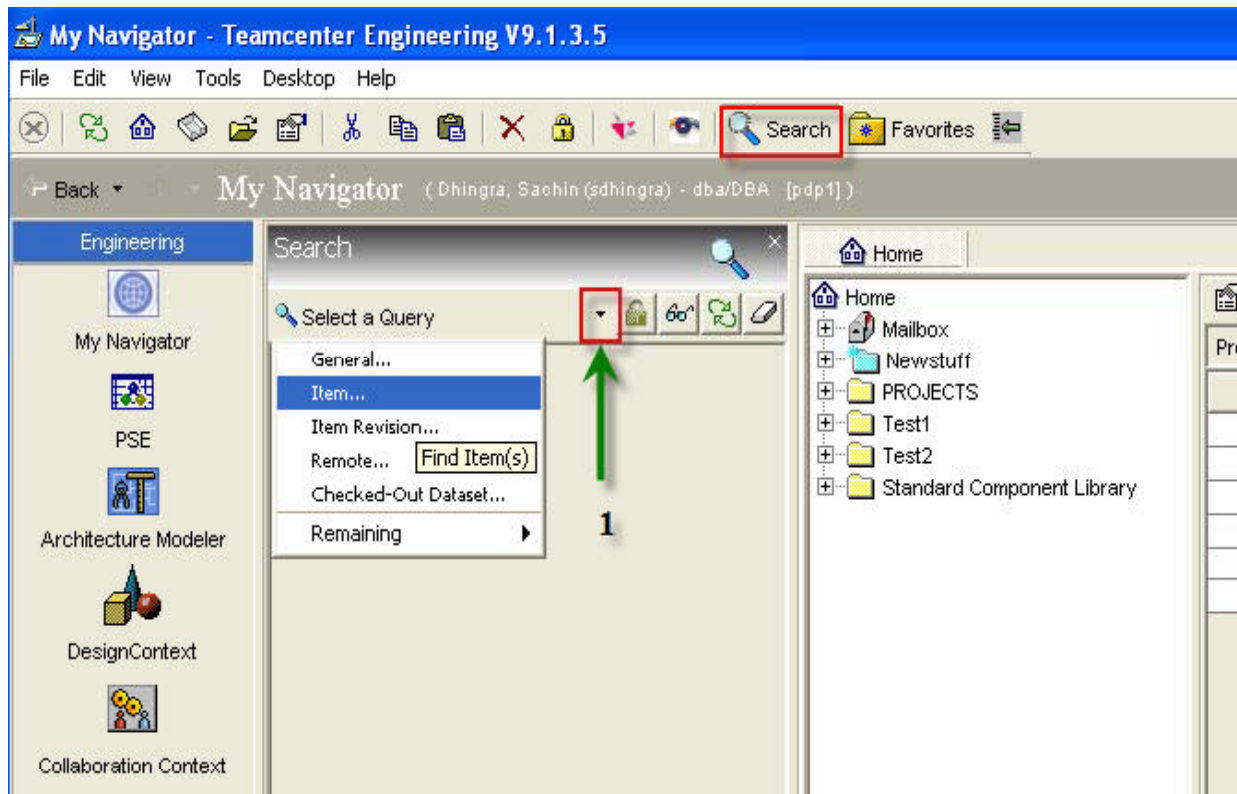 My Navigator - Teamcenter Engineering V9.1.3.5
File Edit View Tools Desktop Help
Search Favorites
Back My Navigator ( Dhingra, Sachin (sdhingra) - dba/DBA [pdp1] )
Engineering
My Navigator
PSE
Architecture Modeler
DesignContext
Collaboration Context
Search
Select a Query
General...
Item...
Item Revision...
Remote...
Find Item(s)
Checked-Out Dataset...
Remaining
1
Home
Home
Mailbox
Newstuff
PROJECTS
Test1
Test2
Standard Component Library